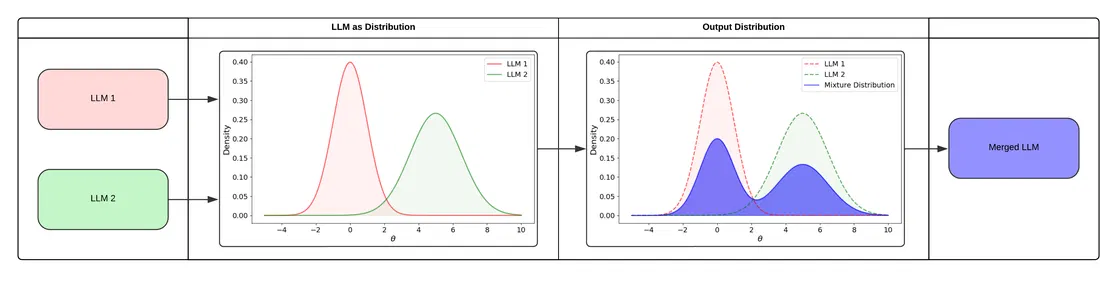 LLM as Distribution
Output Distribution
LLM 1
LLM 2
0.40
0.35
0.30
0.25
0.20
0.15
0.10
0.05
0.00
Density
−4 −2 0 2 4 6 8 10
θ
LLM 1
LLM 2
0.40
0.35
0.30
0.25
0.20
0.15
0.10
0.05
0.00
Density
−4 −2 0 2 4 6 8 10
θ
LLM 1
LLM 2
Mixture Distribution
Merged LLM